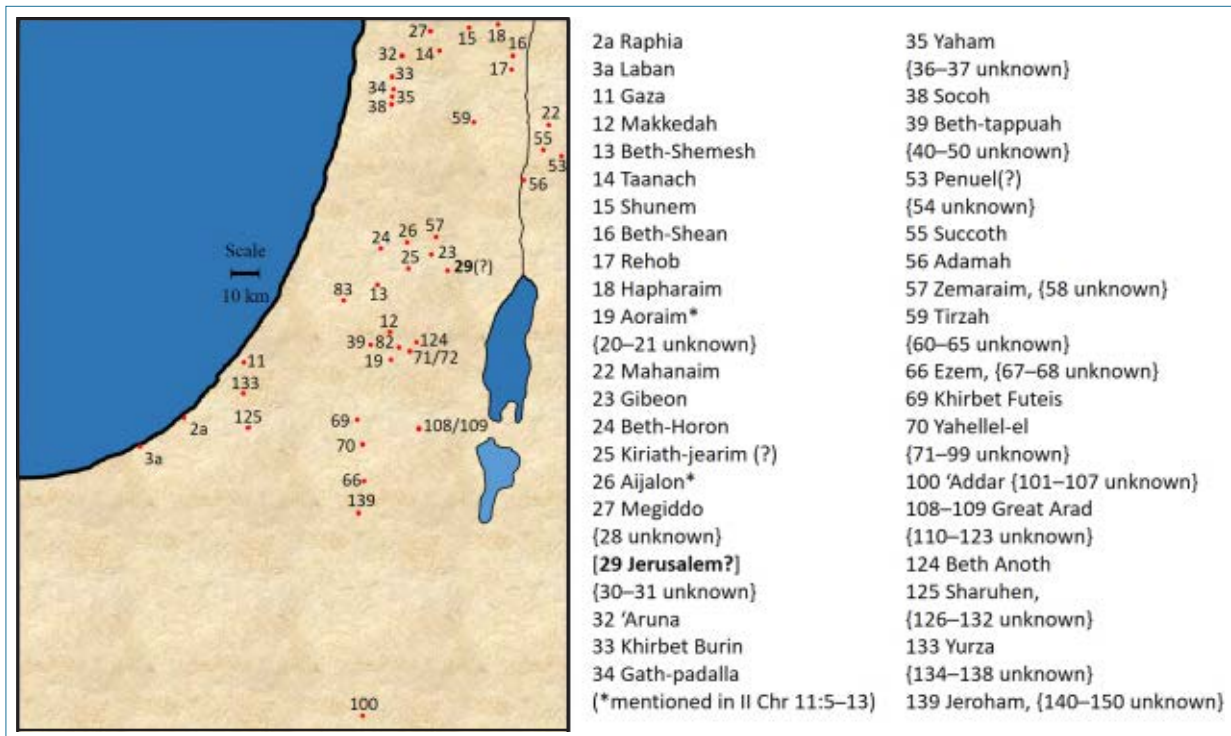 27
15
18
32
14
16
17
33
34
35
38
59
22
55
53
56
24
26
57
25
23
29(?)
Scale
10 km
83
13
12
39
82
124
19
71/72
11
133
2a
125
3a
69
108/109
70
66
139
100
2a Raphia
3a Laban
11 Gaza
12 Makkedah
13 Beth-Shemesh
14 Taanach
15 Shunem
16 Beth-Shean
17 Rehob
18 Hapharaim
19 Aoraim*
{20–21 unknown}
22 Mahanaim
23 Gibeon
24 Beth-Horon
25 Kiriath-jearim (?)
26 Aijalon*
27 Megiddo
{28 unknown}
[29 Jerusalem?]
{30–31 unknown}
32 ‘Aruna
33 Khirbet Burin
34 Gath-padalla
(*mentioned in II Chr 11:5–13)
35 Yaham
{36–37 unknown}
38 Socoh
39 Beth-tappuah
{40–50 unknown}
53 Penuel(?)
{54 unknown}
55 Succoth
56 Adamah
57 Zemaraim, {58 unknown}
59 Tirzah
{60–65 unknown}
66 Ezem, {67–68 unknown}
69 Khirbet Futeis
70 Yahellel-el
{71–99 unknown}
100 ‘Addar {101–107 unknown}
108–109 Great Arad
{110–123 unknown}
124 Beth Anoth
125 Sharuhen,
{126–132 unknown}
133 Yurza
{134–138 unknown}
139 Jeroham, {140–150 unknown}